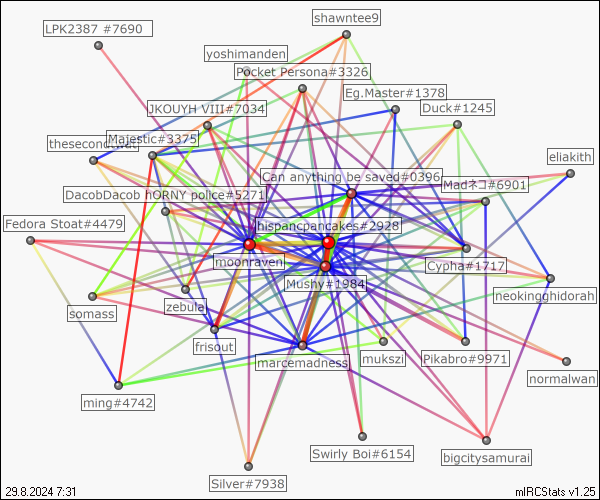 LPK2387 #7690
shawntee9
yoshimanden
Pocket Persona#3326
Eg.Master#1378
JKOUYH VIII#7034
Duck#1245
Majestic#3375
eliakith
Can anything be saved#0396
Madネコ#6901
DacobDacob hORNY police#5271
Fedora Stoat#4479
hispancpancakes#2928
moonraven
Cypha#1717
Mushy#1984
neokingghidorah
zebulai
somass
frisout
marcemadness
mukszi
Pikabro#9971
normalwan
ming#4742
Swirly Boi#6154
bigcitysamurai
Silver#7938
29.8.2024 7:31
mIRCStats v1.25